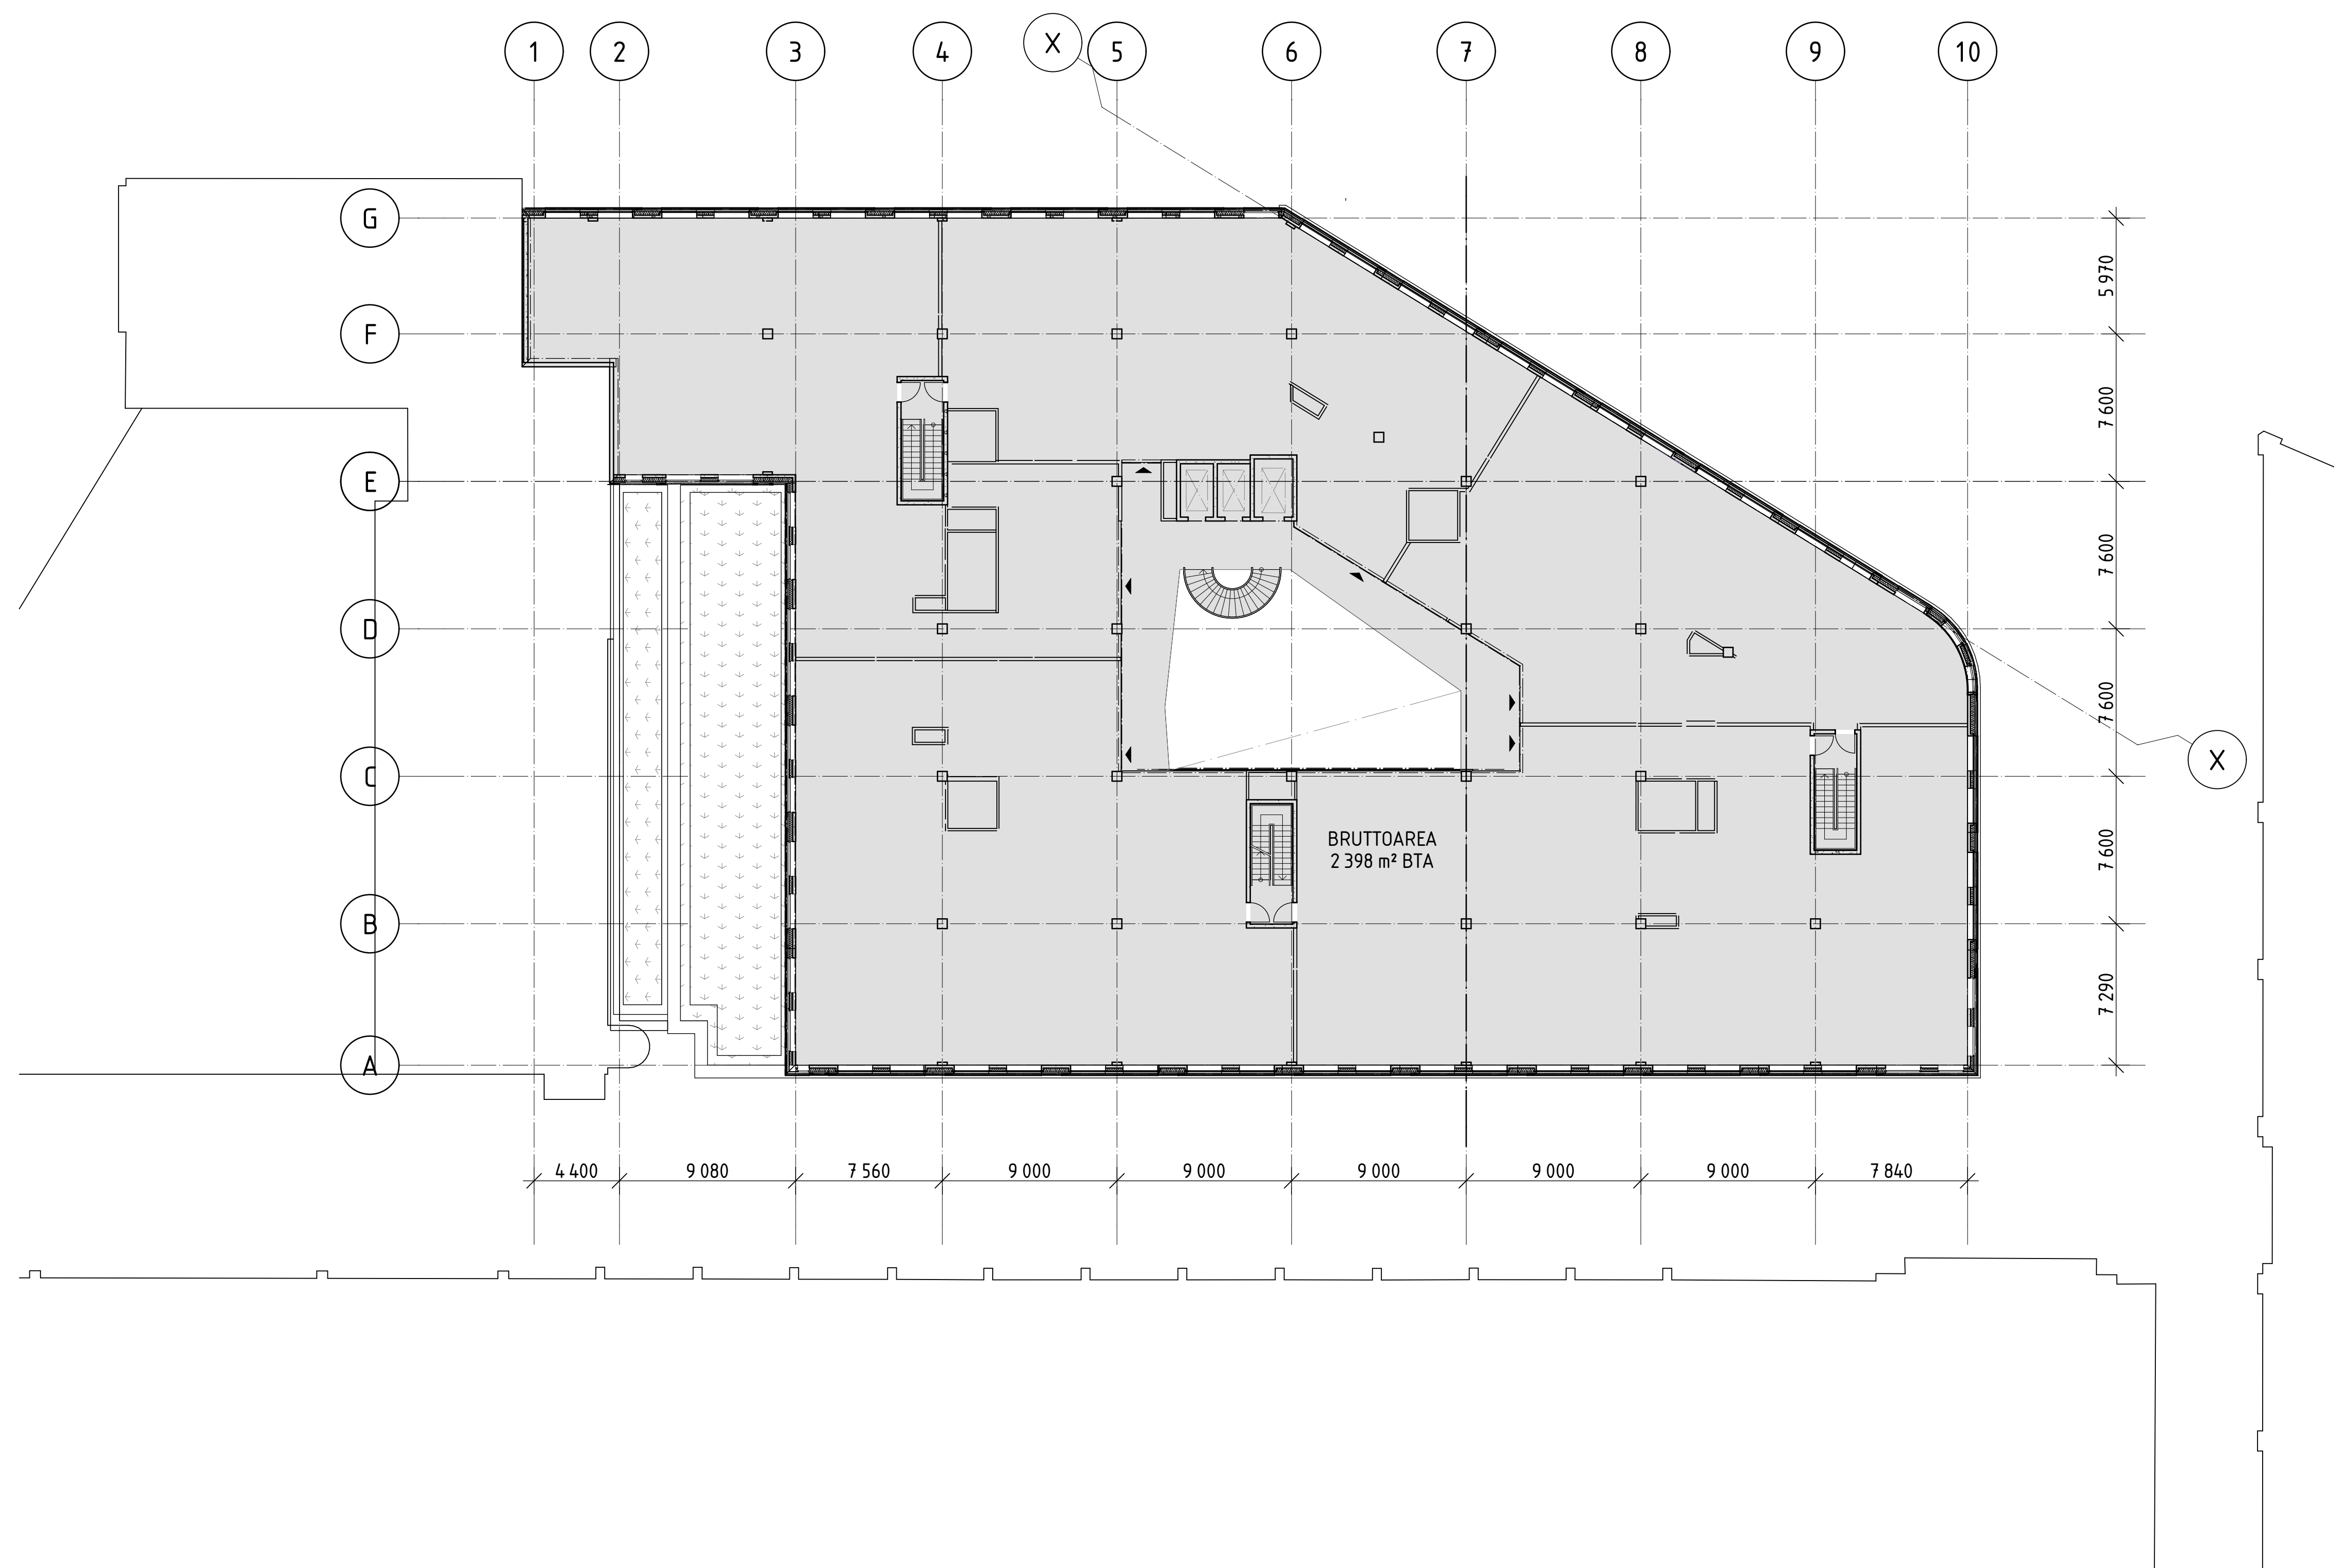 1 2 3 4 X 5 6 7 8 9 10
G
5 970
F
7 600
E
7 600
D
7 600
X
C
BRUTTOAREA
2 398 m² BTA
7 600
B
7 290
A
4 400 9 080 7 560 9 000 9 000 9 000 9 000 9 000 7 840